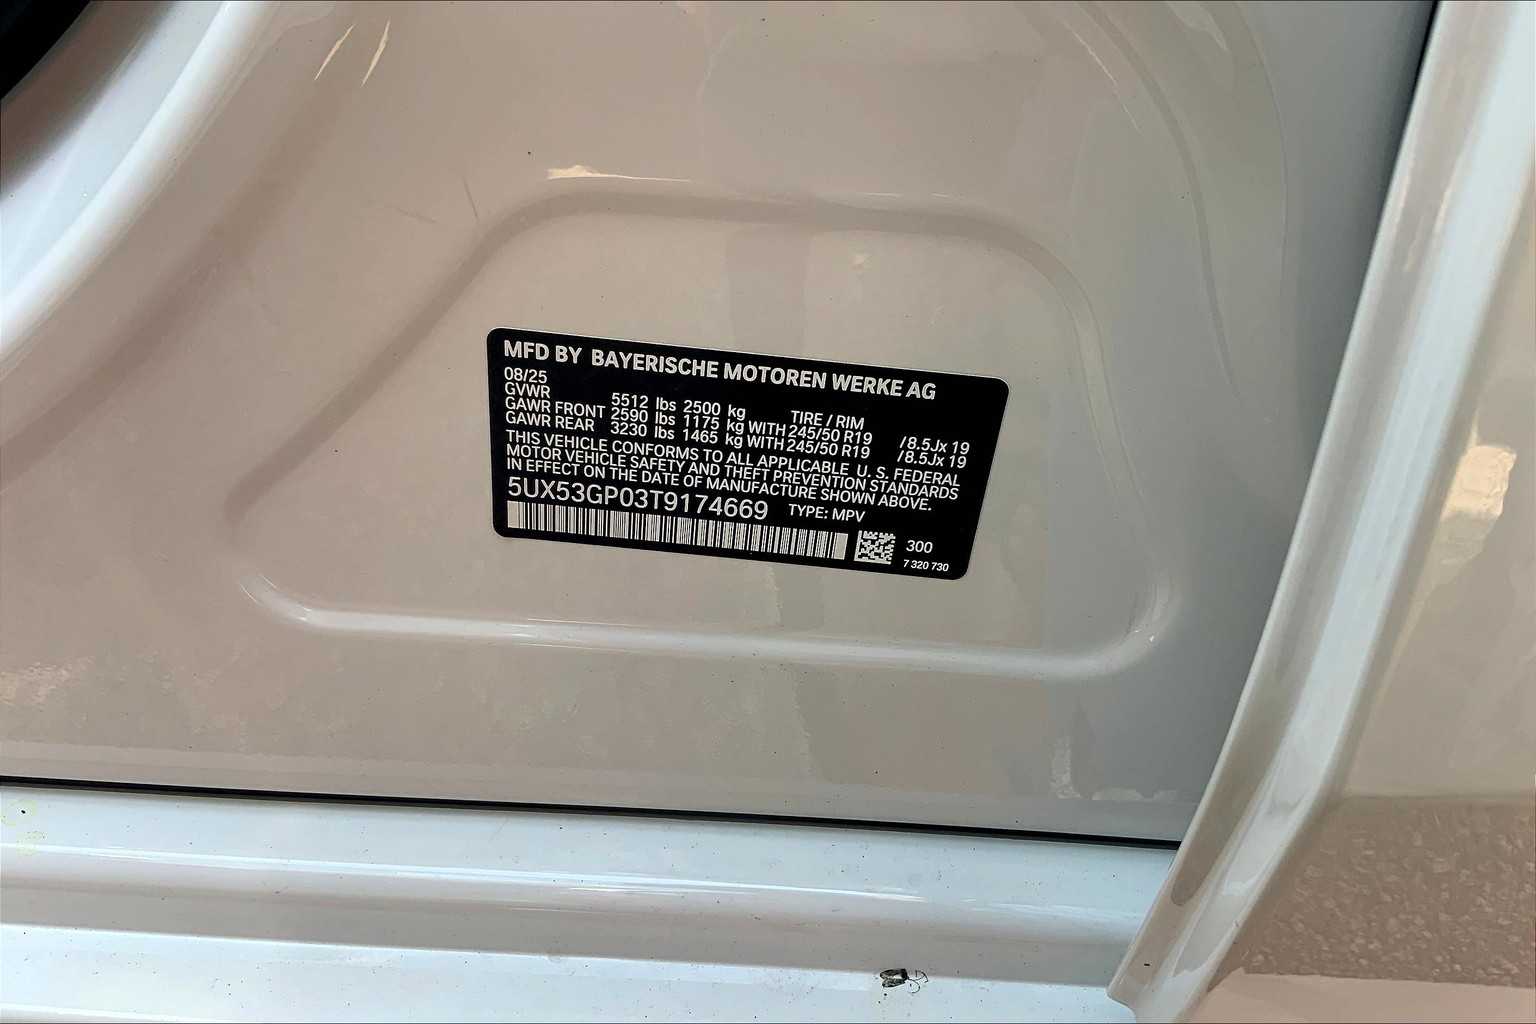 MFD BY BAYERISCHE MOTOREN WERKE AG
08/25
GVWR 5512 lbs 2500 kg TIRE / RIM
GAWR FRONT 2590 lbs 1175 kg WITH 245/50 R19 /8.5Jx 19
GAWR REAR 3230 lbs 1465 kg WITH 245/50 R19 /8.5Jx 19
THIS VEHICLE CONFORMS TO ALL APPLICABLE U. S. FEDERAL
MOTOR VEHICLE SAFETY AND THEFT PREVENTION STANDARDS
IN EFFECT ON THE DATE OF MANUFACTURE SHOWN ABOVE.
5UX53GP03T9174669 TYPE: MPV
300
7 320 730